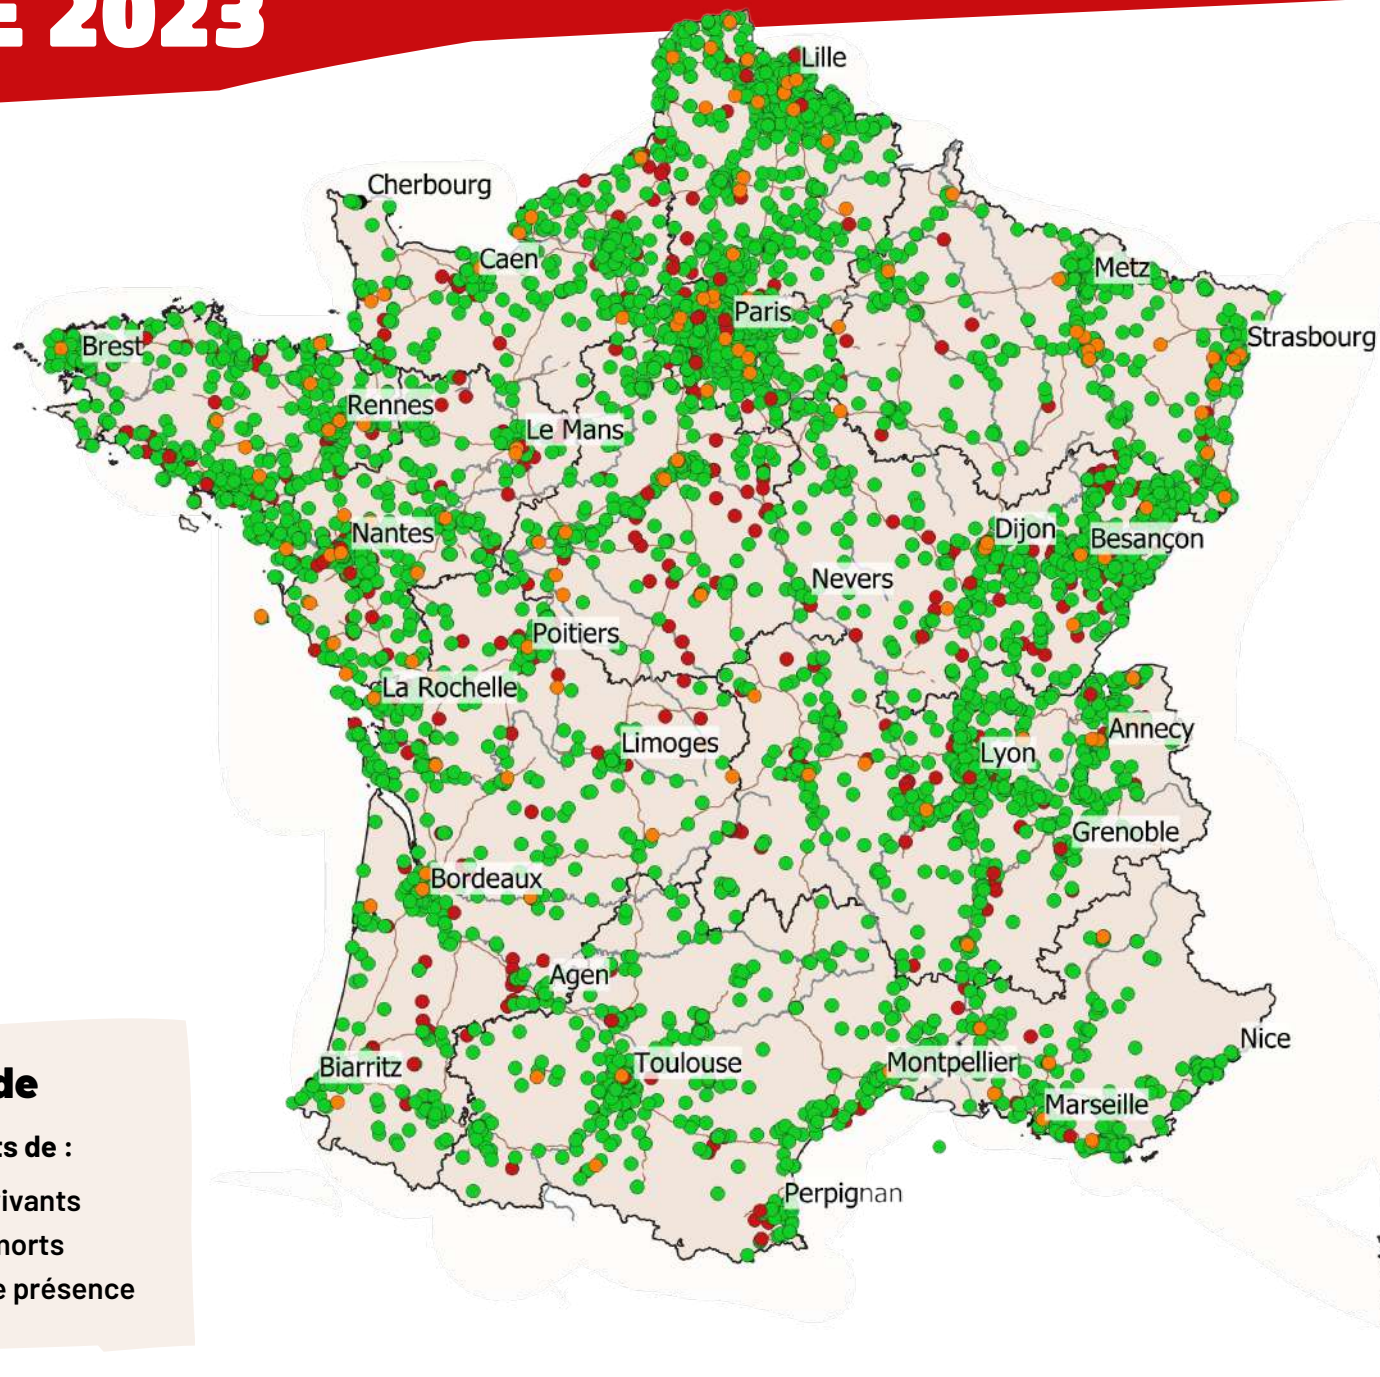 E 2023
Lille
Cherbourg
Caen
Metz
Paris
Strasbourg
Brest
Rennes
Le Mans
Dijon
Nantes
Besançon
Nevers
Poitiers
La Rochelle
Annecy
Limoges
Lyon
Grenoble
Bordeaux
Agen
Nice
Biarritz
Toulouse
Montpellier
de
Marseille
ts de :
ivants
Perpignan
morts
e présence